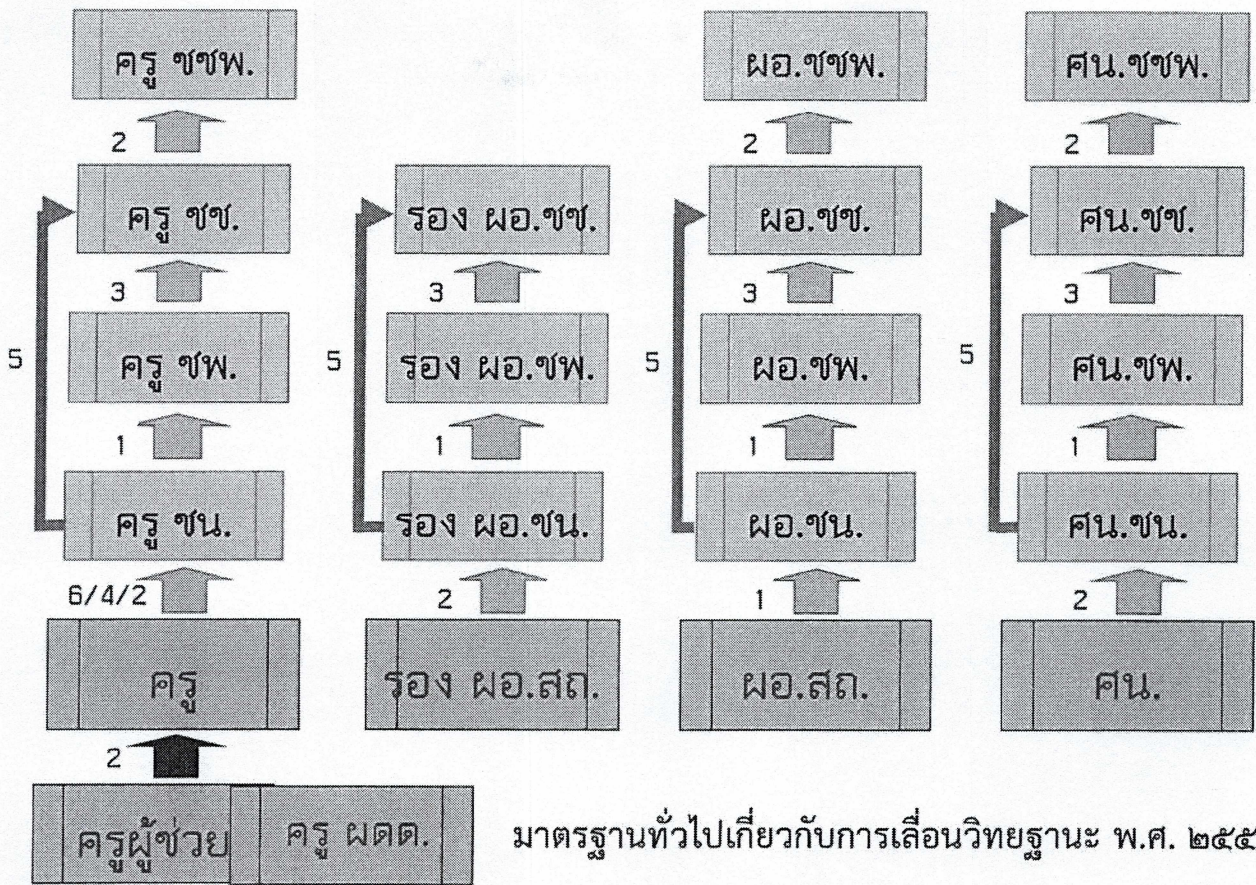 ครู ชชพ. ผอ.ชชพ. ศน.ชชพ.
2 2 2
ครู ชช. รอง ผอ.ชช. ผอ.ชช. ศน.ชช.
3 3 3 3
5 5 5 5
ครู ชพ. รอง ผอ.ชพ. ผอ.ชพ. ศน.ชพ.
1 1 1 1
ครู ชน. รอง ผอ.ชน. ผอ.ชน. ศน.ชน.
6/4/2 2 1 2
ครู รอง ผอ.สถ. ผอ.สถ. ศน.
2
ครูผู้ช่วย ครู ผดด.
มาตรฐานทั่วไปเกี่ยวกับการเลื่อนวิทยฐานะ พ.ศ. ๒๕๕